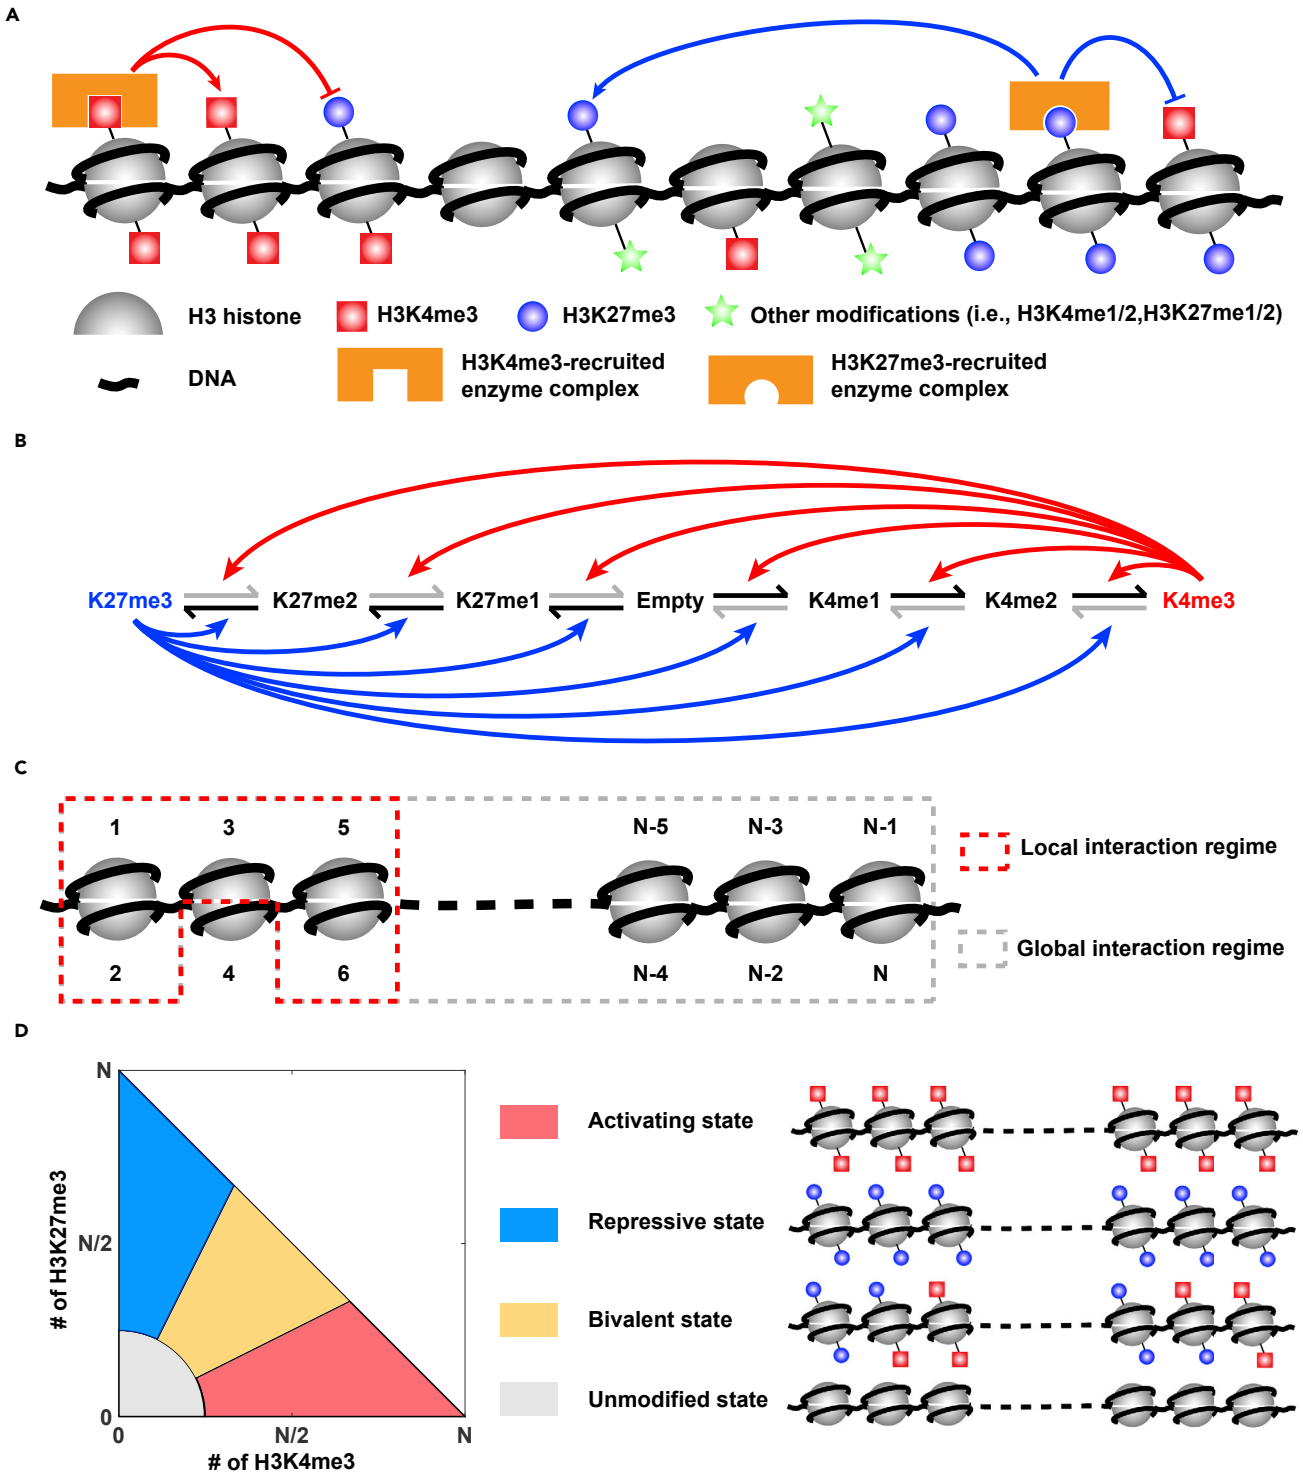 A
H3 histone
H3K4me3
H3K27me3
Other modifications (i.e., H3K4me1/2,H3K27me1/2)
DNA
H3K4me3-recruited
enzyme complex
H3K27me3-recruited
enzyme complex
B
K27me3
K27me2
K27me1
Empty
K4me1
K4me2
K4me3
C
1
3
5
N-5
N-3
N-1
Local interaction regime
2
4
6
N-4
N-2
N
Global interaction regime
D
N
N/2
0
# of H3K27me3
0
N/2
N
# of H3K4me3
Activating state
Repressive state
Bivalent state
Unmodified state